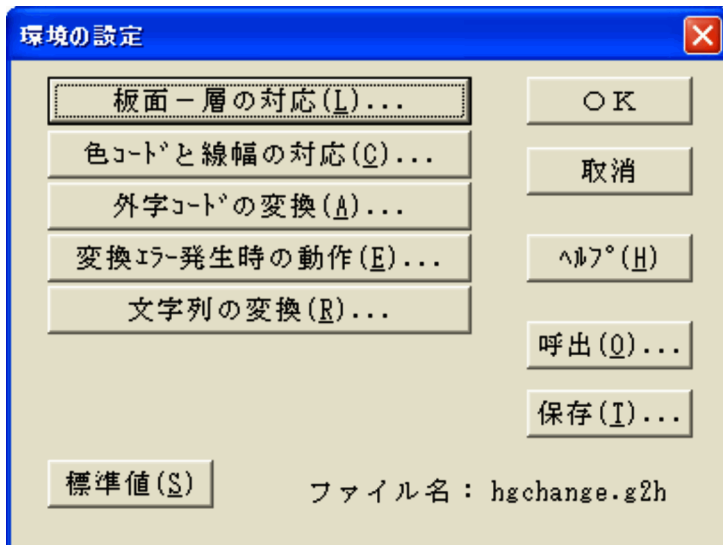 環境の設定
板面－層の対応(L)...
色ｺｰﾄﾞと線幅の対応(C)...
外字ｺｰﾄﾞの変換(A)...
変換ｴﾗｰ発生時の動作(E)...
文字列の変換(R)...
ＯＫ
取消
ﾍﾙﾌﾟ(H)
呼出(O)...
保存(I)...
標準値(S)
ファイル名：hgchange.g2h